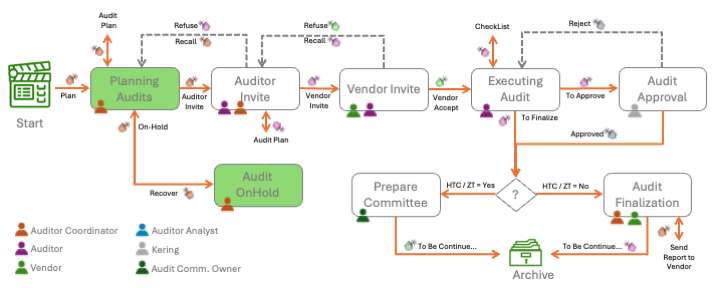 Audit
Plan
Refuse
Recall
Refuse
Recall
CheckList
Reject
Start
Plan
Planning
Audits
Auditor
Invite
Auditor
Invite
Vendor
Invite
Vendor Invite
Vendor
Accept
Executing
Audit
To Approve
Audit
Approval
On-Hold
Audit Plan
To Finalize
Approved
Recover
Audit
OnHold
Prepare
Committee
HTC / ZT = Yes
?
HTC / ZT = No
Audit
Finalization
To Be Continue...
To Be Continue...
Send
Report to
Vendor
Archive
Auditor Coordinator
Auditor
Vendor
Auditor Analyst
Kering
Audit Comm. Owner